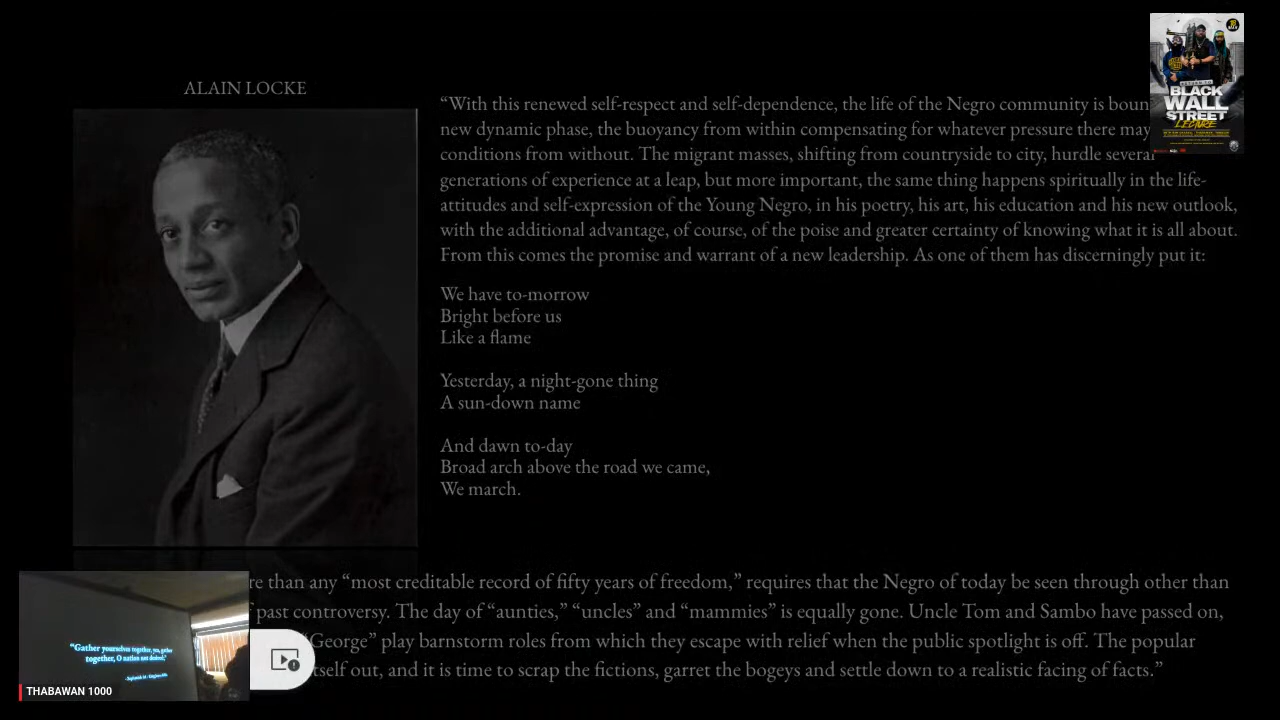 ALAIN LOCKE
“With this renewed self-respect and self-dependence, the life of the Negro community is boun
new dynamic phase, the buoyancy from within compensating for whatever pressure there may
conditions from without. The migrant masses, shifting from countryside to city, hurdle several
generations of experience at a leap, but more important, the same thing happens spiritually in the life-
attitudes and self-expression of the Young Negro, in his poetry, his art, his education and his new outlook,
with the additional advantage, of course, of the poise and greater certainty of knowing what it is all about.
From this comes the promise and warrant of a new leadership. As one of them has discerningly put it:
We have to-morrow
Bright before us
Like a flame
Yesterday, a night-gone thing
A sun-down name
And dawn to-day
Broad arch above the road we came,
We march.
re than any “most creditable record of fifty years of freedom,” requires that the Negro of today be seen through other than
past controversy. The day of “aunties,” “uncles” and “mammies” is equally gone. Uncle Tom and Sambo have passed on,
“George” play barnstorm roles from which they escape with relief when the public spotlight is off. The popular
tself out, and it is time to scrap the fictions, garret the bogeys and settle down to a realistic facing of facts.”
BLACK
WALL
STREET
LECTURE
“Gather yourselves together, yea, gather
together, O nation not desired;”
THABAWAN 1000